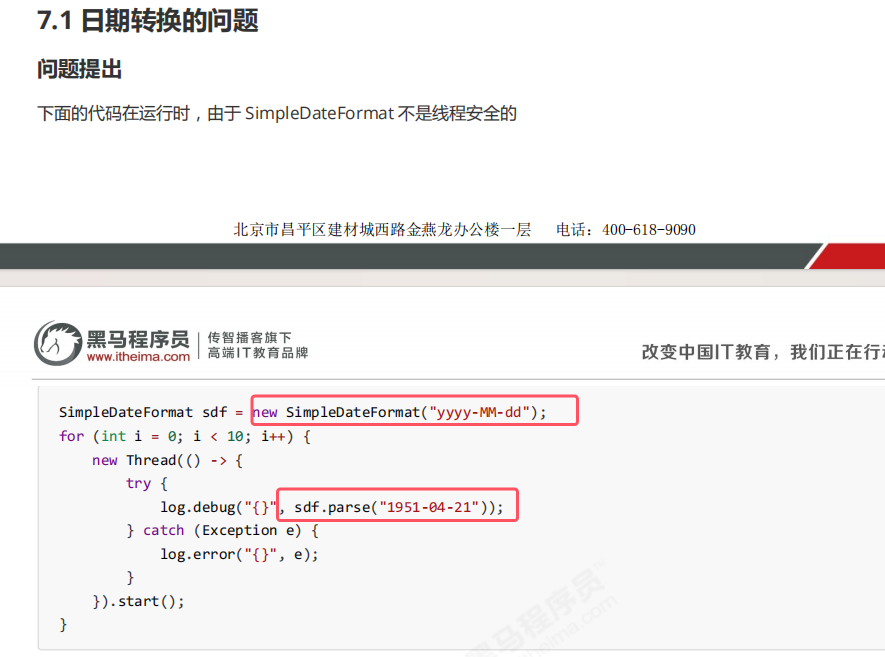 7.1 日期转换的问题
问题提出
下面的代码在运行时，由于 SimpleDateFormat 不是线程安全的
北京市昌平区建材城西路金燕龙办公楼一层 电话：400-618-9090
黑马程序员
www.itheima.com
传智播客旗下
高端IT教育品牌
改变中国IT教育，我们正在行
SimpleDateFormat sdf = new SimpleDateFormat("yyyy-MM-dd");
for (int i = 0; i < 10; i++) {
new Thread(() -> {
try {
log.debug("{}", sdf.parse("1951-04-21"));
} catch (Exception e) {
log.error("{}", e);
}
}).start();
}
黑马程序员
itheima.com